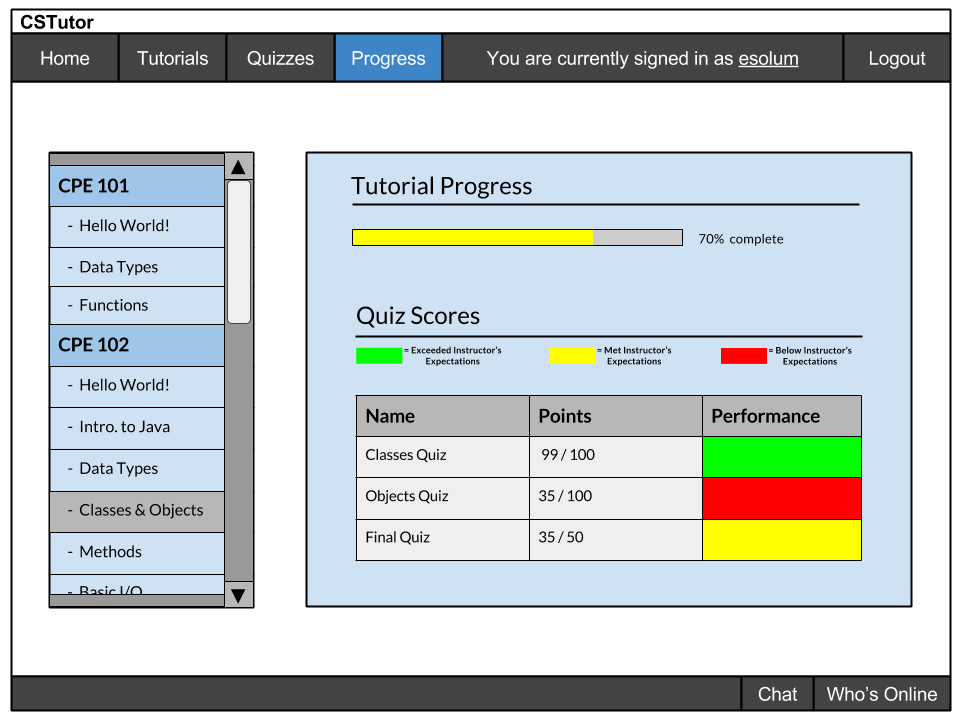 CSTutor
Home Tutorials Quizzes Progress You are currently signed in as esolum Logout
CPE 101
- Hello World!
- Data Types
- Functions
CPE 102
- Hello World!
- Intro. to Java
- Data Types
- Classes & Objects
- Methods
- Basic I/O
Tutorial Progress
70% complete
Quiz Scores
= Exceeded Instructor's
Expectations
= Met Instructor's
Expectations
= Below Instructor's
Expectations
Name Points Performance
Classes Quiz 99 / 100
Objects Quiz 35 / 100
Final Quiz 35 / 50
Chat Who's Online